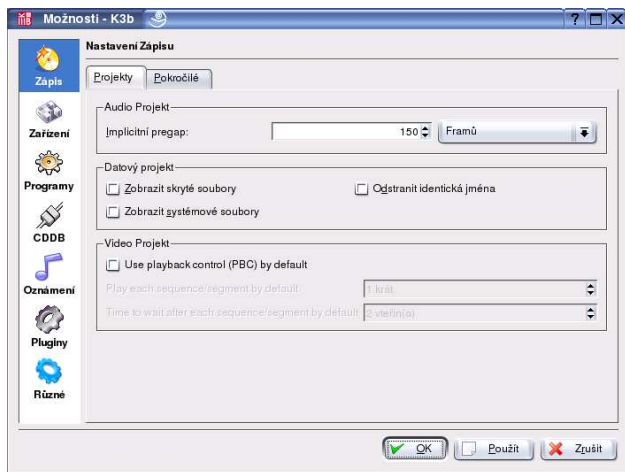 Možnosti - K3b
Zápis
Zařízení
Programy
CDDB
Oznámení
Pluginy
Různé
Nastavení Zápisu
Projekty Pokročilé
Audio Projekt
Implicitní pregap: 150 Framů
Datový projekt
Zobrazit skryté soubory Odstranit identická jména
Zobrazit systémové soubory
Video Projekt
Use playback control (PBC) by default
Play each sequence/segment by default 1 krát
Time to wait after each sequence/segment by default 2 vteřin(a)
OK Použít Zrušit